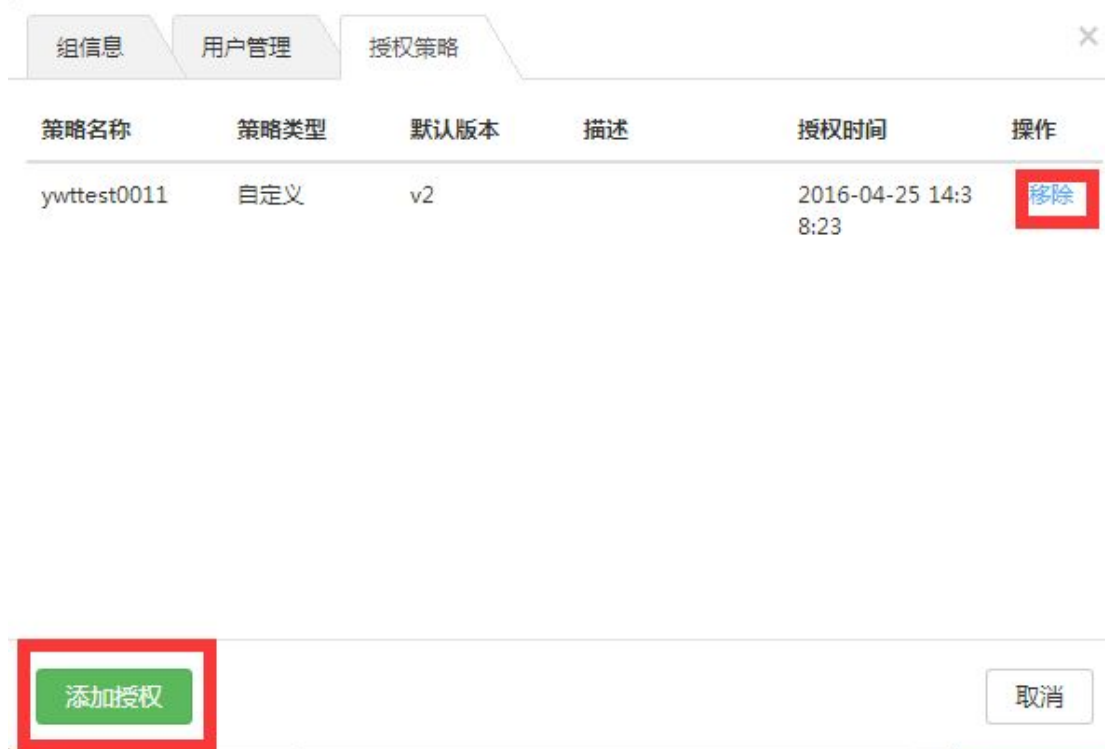 组信息 用户管理 授权策略 ×
策略名称 策略类型 默认版本 描述 授权时间 操作
ywttest0011 自定义 v2 2016-04-25 14:3 移除
8:23
添加授权 取消